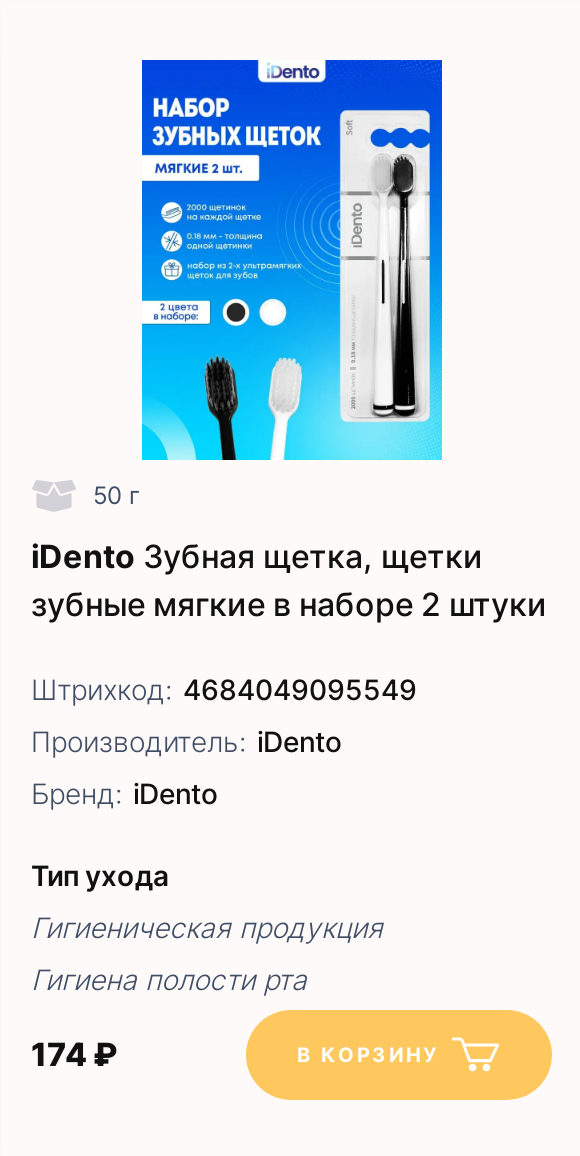 iDento
НАБОР
ЗУБНЫХ ЩЕТОК
МЯГКИЕ 2 ШТ.
2000 щетинок
на каждой щетке
0.18 мм - толщина
одной щетинки
набор из 2-х ультрамягких
щеток для зубов
2 цвета
в наборе:
Soft
iDento
50 г
iDento Зубная щетка, щетки
зубные мягкие в наборе 2 штуки
Штрихкод: 4684049095549
Производитель: iDento
Бренд: iDento
Тип ухода
Гигиеническая продукция
Гигиена полости рта
174 ₽
В КОРЗИНУ